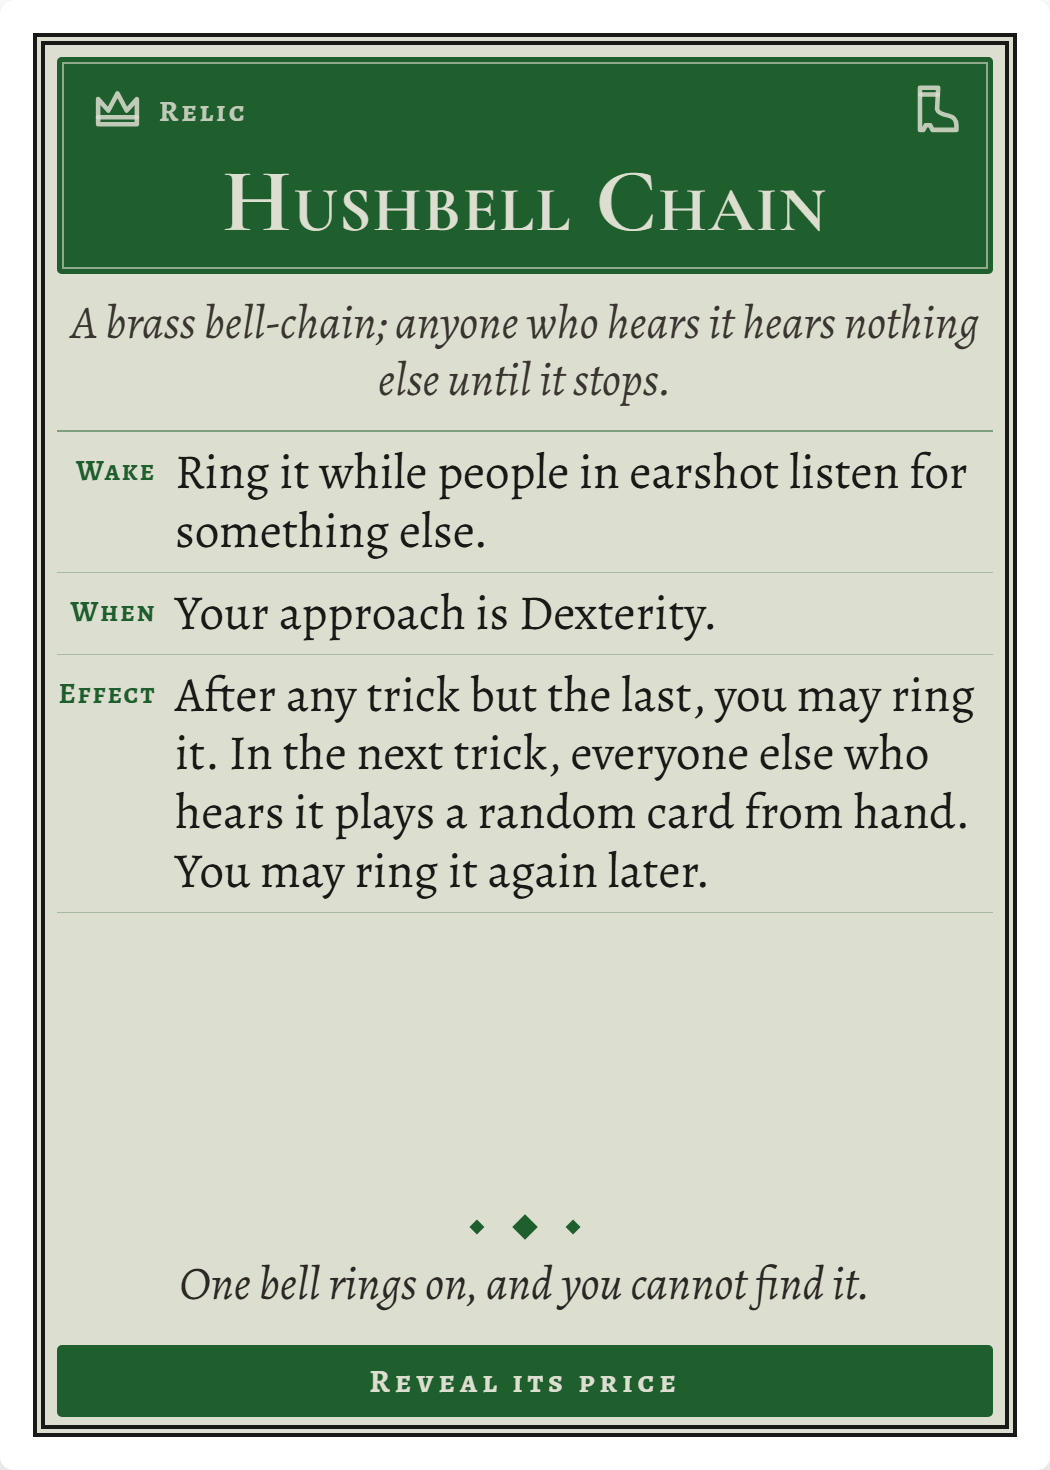 Relic
Hushbell Chain
A brass bell-chain; anyone who hears it hears nothing
else until it stops.
Wake Ring it while people in earshot listen for
something else.
When Your approach is Dexterity.
Effect After any trick but the last, you may ring
it. In the next trick, everyone else who
hears it plays a random card from hand.
You may ring it again later.
One bell rings on, and you cannot find it.
Reveal its price